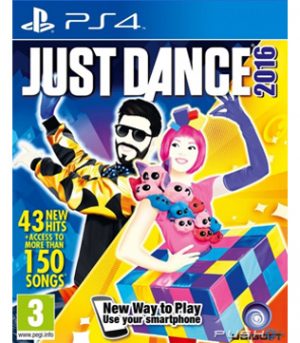 PS4
JUST DANCE
2016
43 NEW
HITS
+ACCESS TO
MORE THAN
150
SONGS
3
www.pegi.info
New Way to Play
Use your smartphone
PUSH
UBISOFT